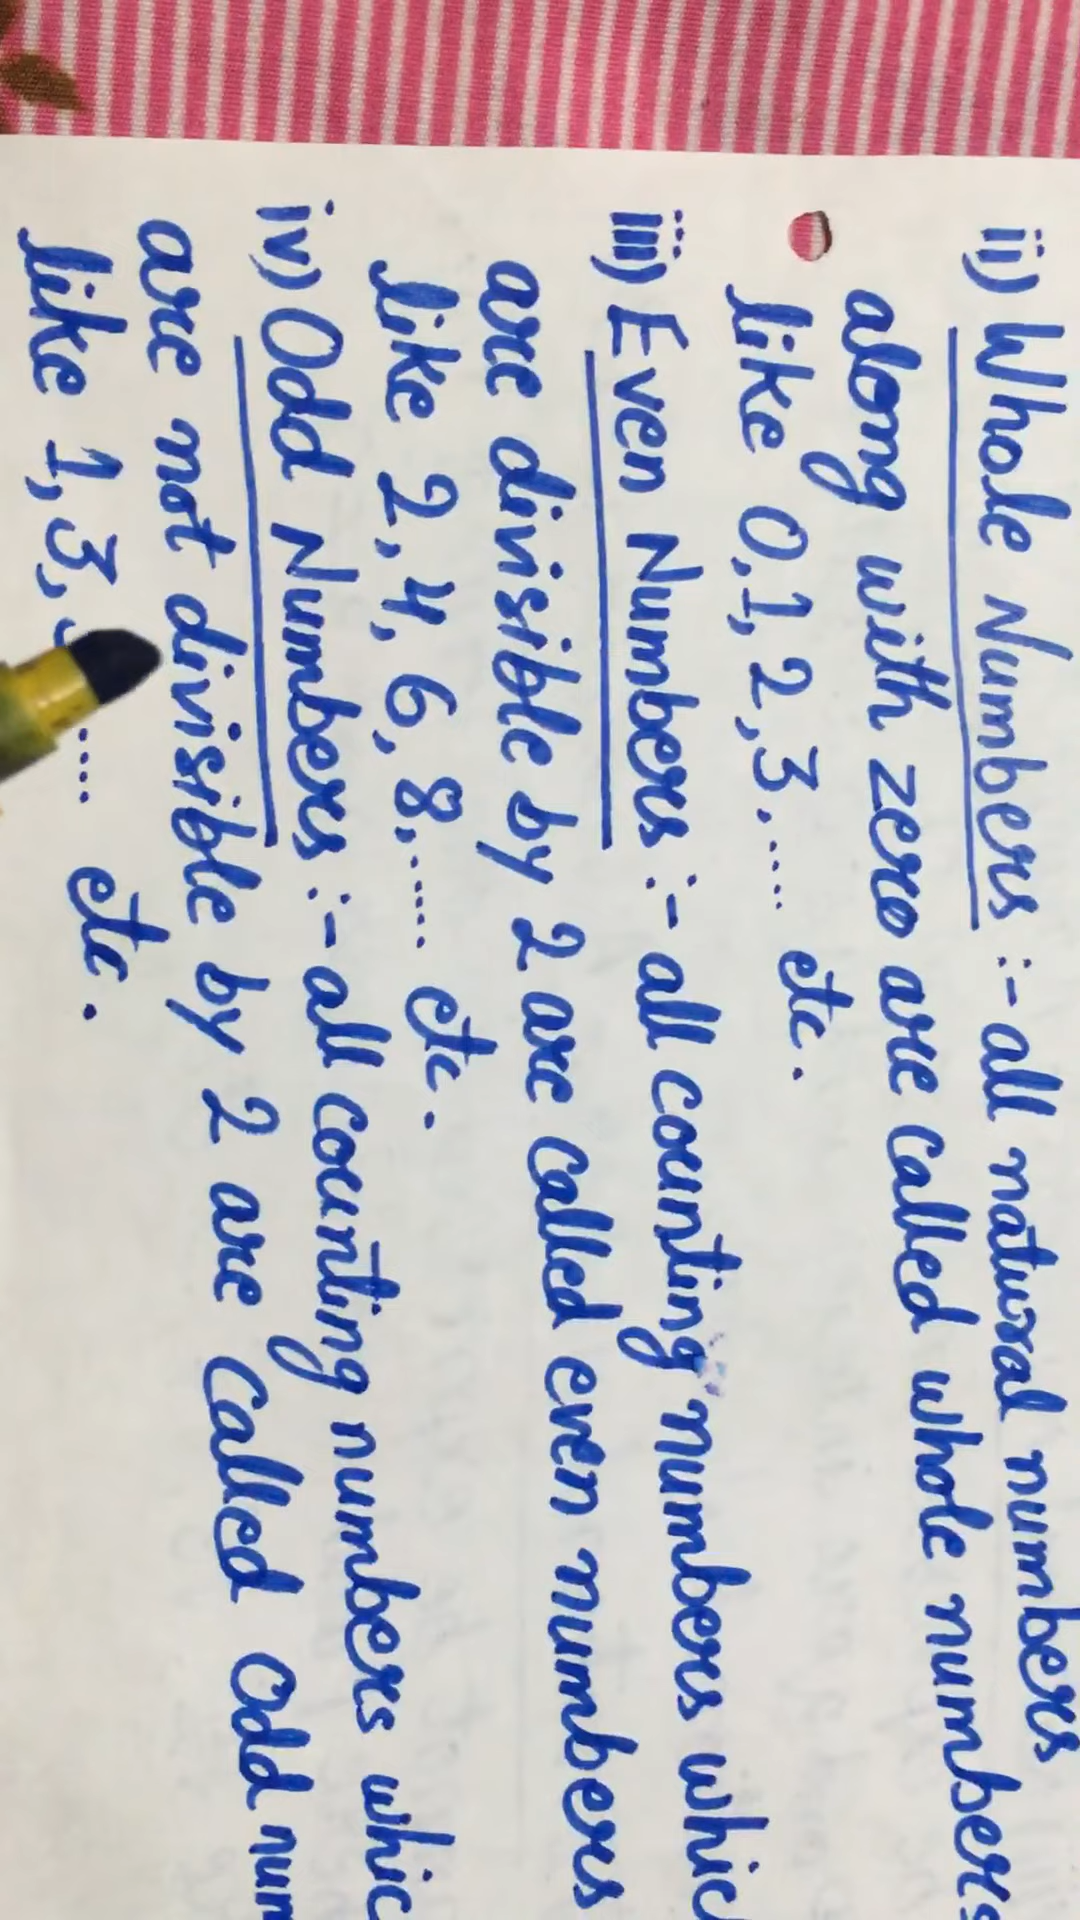 ii) Whole Numbers :- all natural numbers
along with zero are called whole numbers
like 0,1,2,3..... etc.
iii) Even Numbers :- all counting numbers
are divisible by 2 are called even numbers
like 2,4,6,8,..... etc.
iv) Odd Numbers :- all counting numbers
are not divisible by 2 are called odd
like 1,3, .... etc.